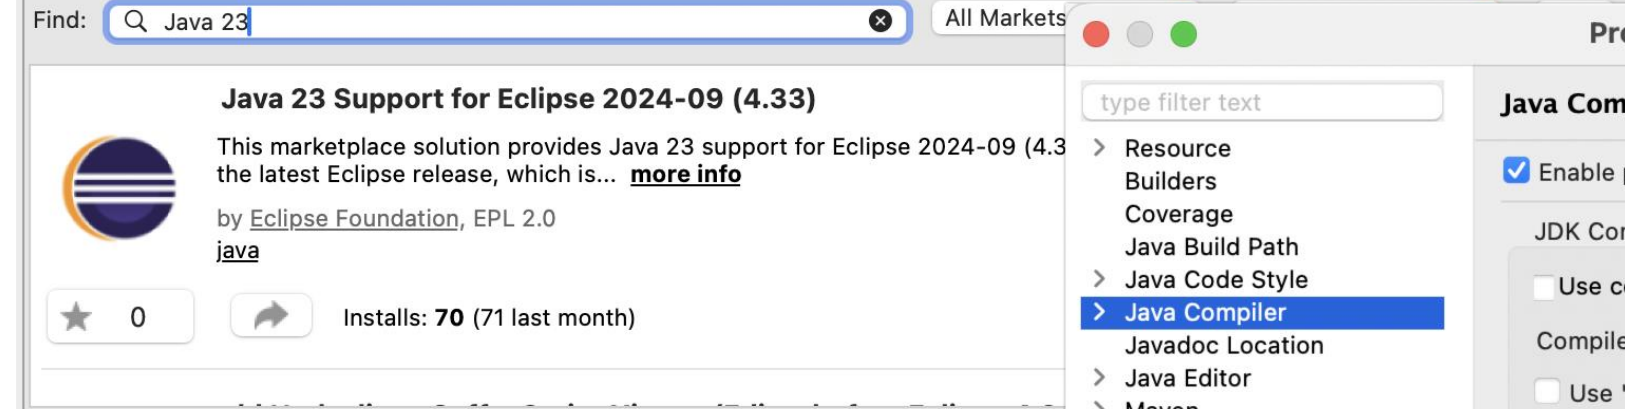 Find:
Java 23
All Markets
Java 23 Support for Eclipse 2024-09 (4.33)
This marketplace solution provides Java 23 support for Eclipse 2024-09 (4.3
the latest Eclipse release, which is... more info
by Eclipse Foundation, EPL 2.0
java
0
Installs: 70 (71 last month)
type filter text
Resource
Builders
Coverage
Java Build Path
Java Code Style
Java Compiler
Javadoc Location
Java Editor
Java Com
Enable
JDK Co
Use
Compile
Use